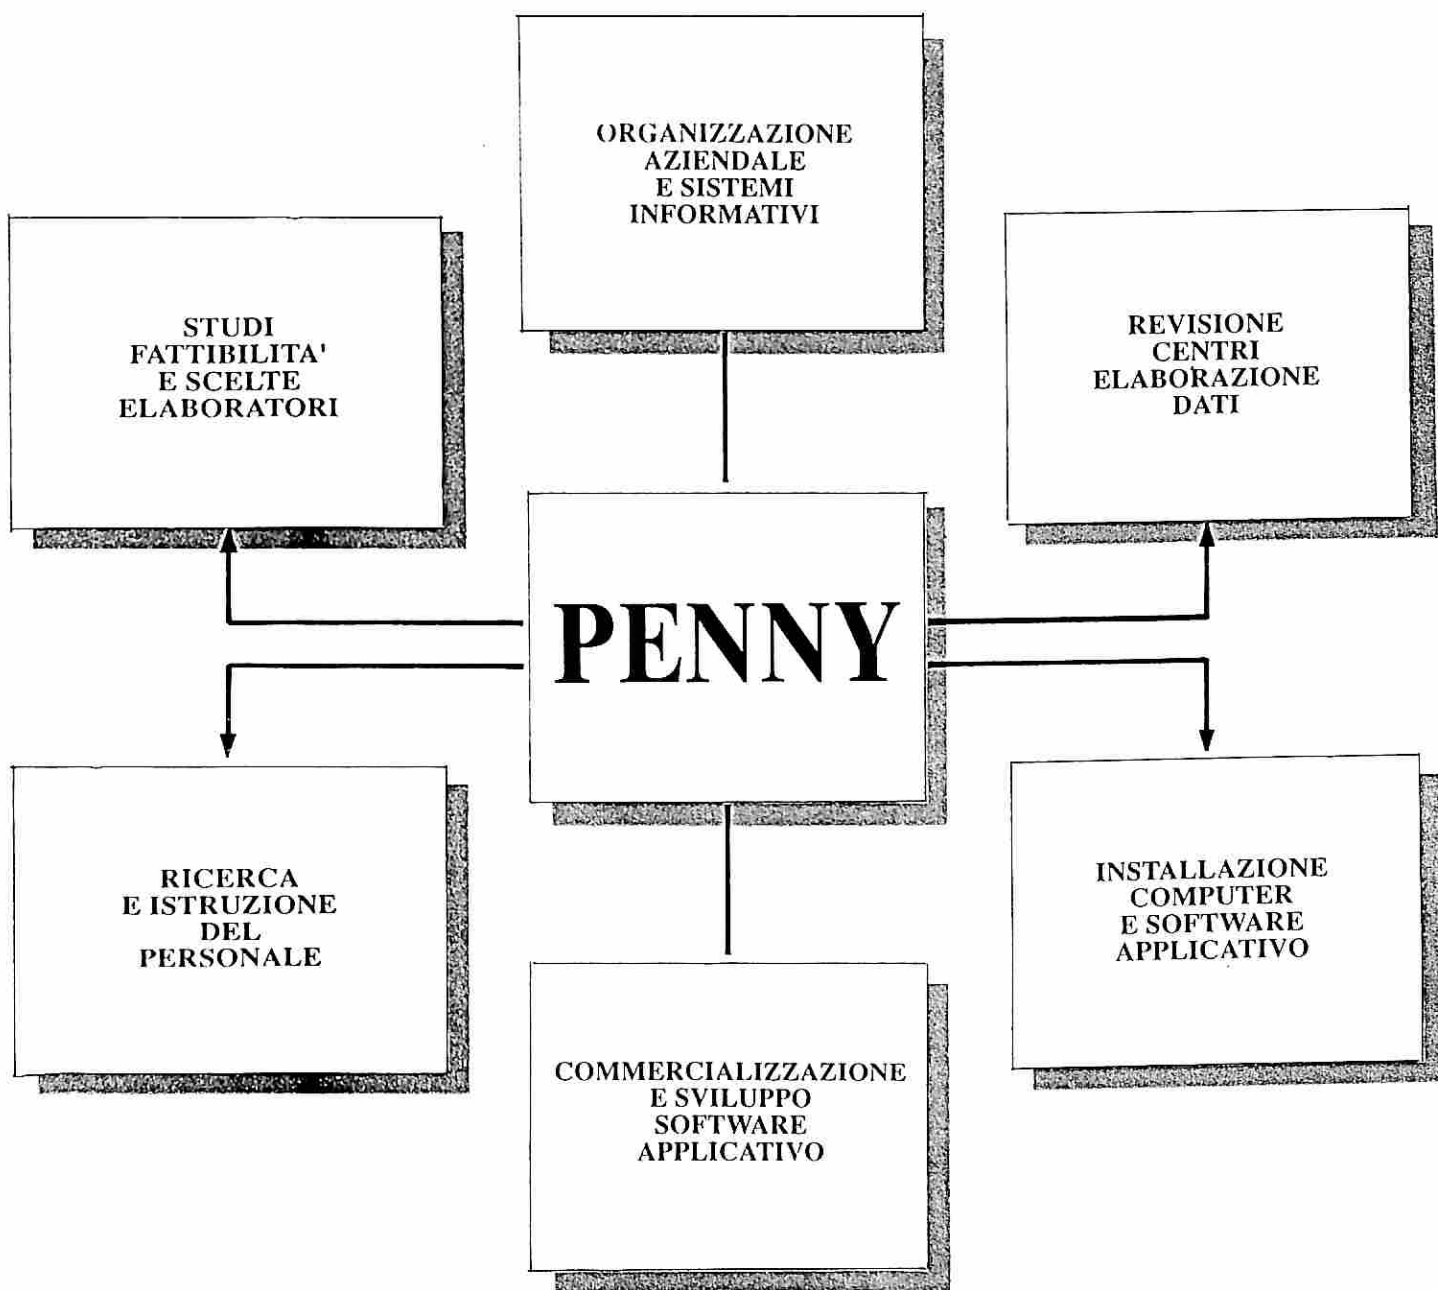 ORGANIZZAZIONE
AZIENDALE
E SISTEMI
INFORMATIVI
STUDI
FATTIBILITA'
E SCELTE
ELABORATORI
REVISIONE
CENTRI
ELABORAZIONE
DATI
PENNY
RICERCA
E ISTRUZIONE
DEL
PERSONALE
INSTALLAZIONE
COMPUTER
E SOFTWARE
APPLICATIVO
COMMERCIALIZZAZIONE
E SVILUPPO
SOFTWARE
APPLICATIVO